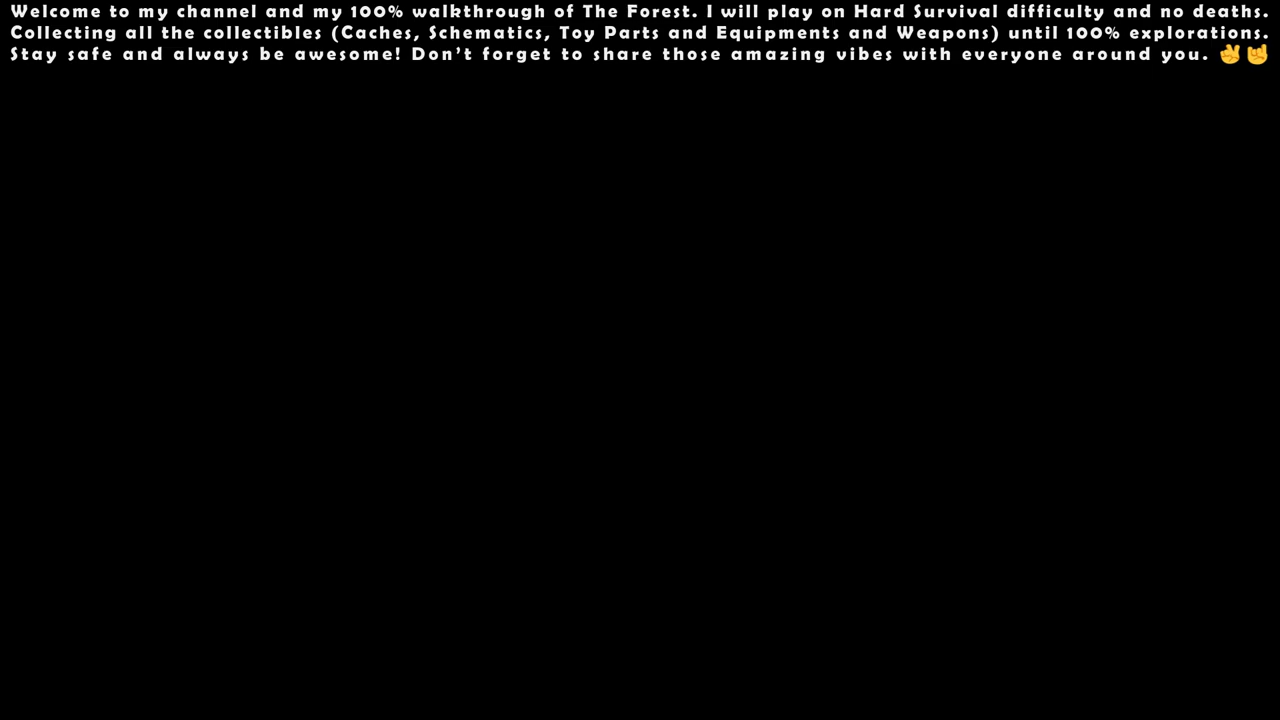 Welcome to my channel and my 100% walkthrough of The Forest. I will play on Hard Survival difficulty and no deaths.
Collecting all the collectibles (Caches, Schematics, Toy Parts and Equipments and Weapons) until 100% explorations.
Stay safe and always be awesome! Don’t forget to share those amazing vibes with everyone around you. ✌🤘